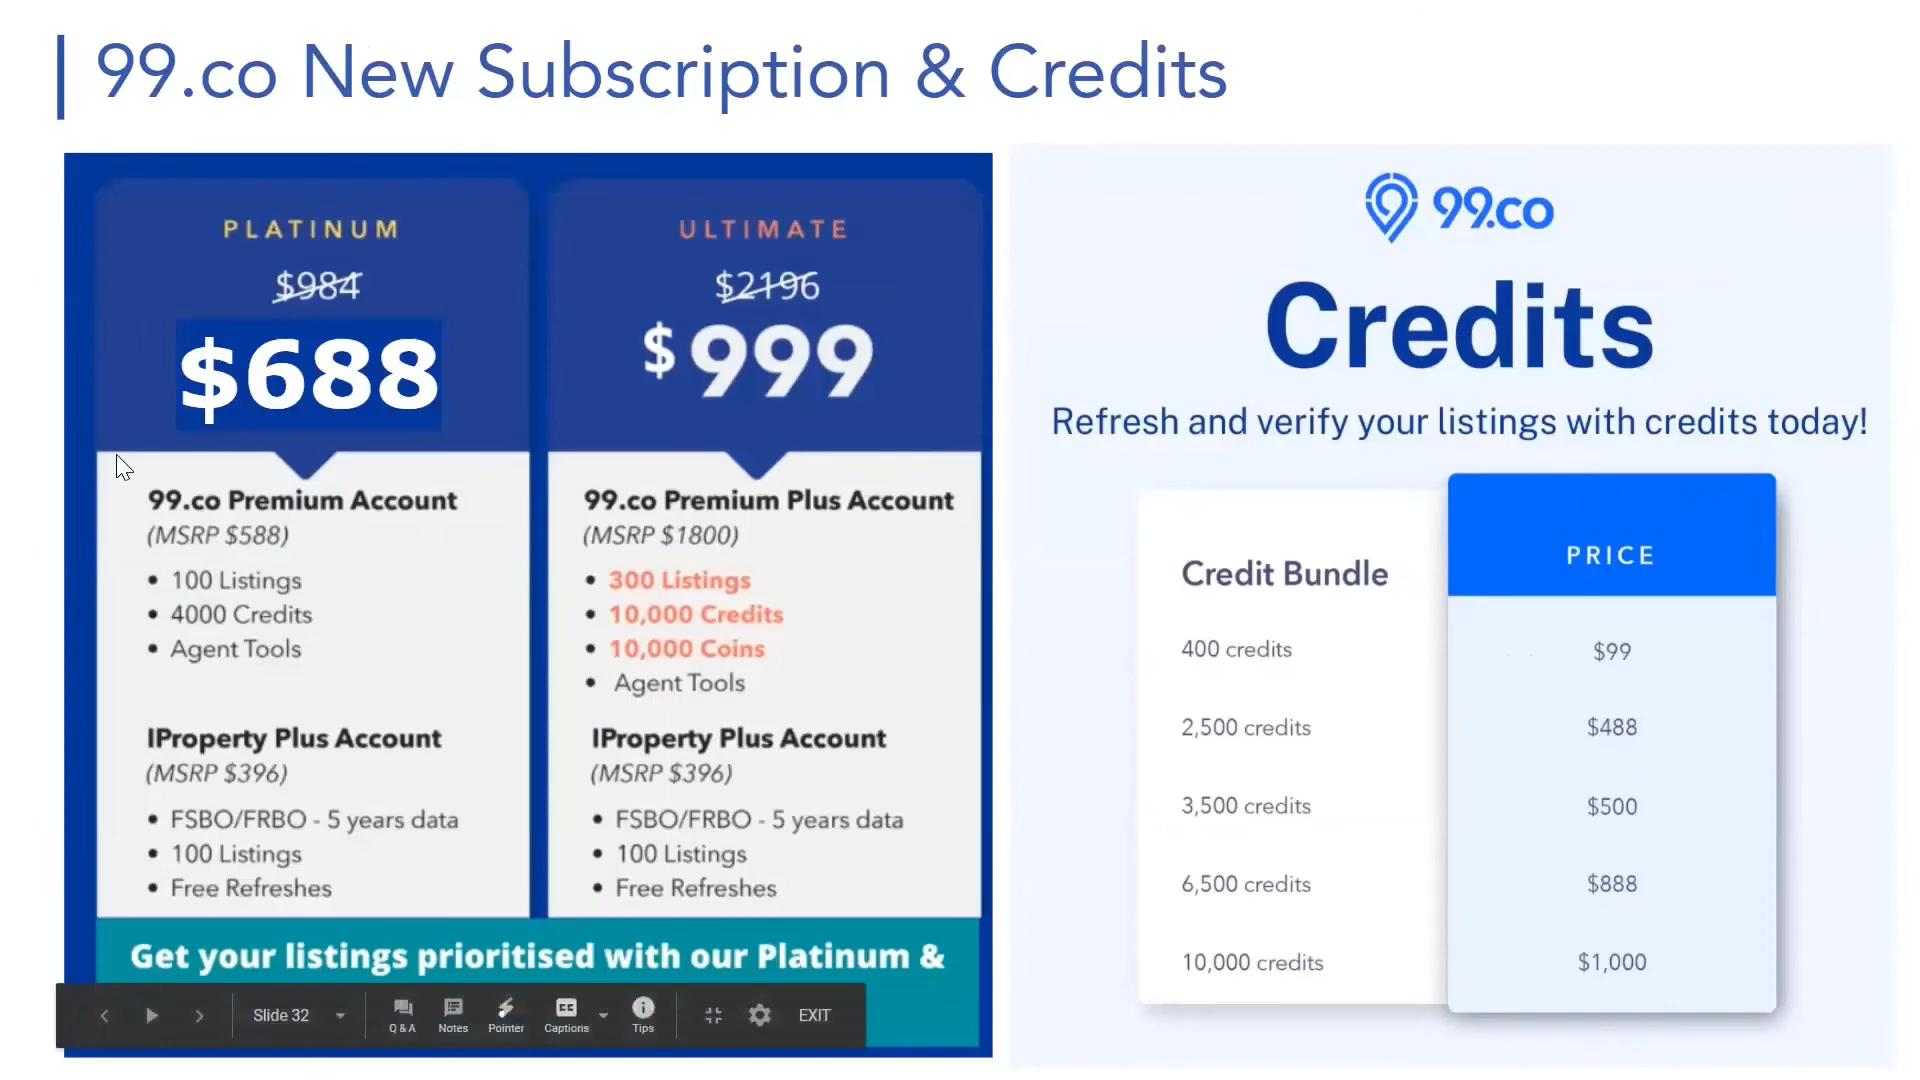 99.co New Subscription & Credits
PLATINUM
$984
$688
99.co Premium Account
(MSRP $588)
• 100 Listings
• 4000 Credits
• Agent Tools
IProperty Plus Account
(MSRP $396)
• FSBO/FRBO - 5 years data
• 100 Listings
• Free Refreshes
ULTIMATE
$2196
$999
99.co Premium Plus Account
(MSRP $1800)
• 300 Listings
• 10,000 Credits
• 10,000 Coins
• Agent Tools
IProperty Plus Account
(MSRP $396)
• FSBO/FRBO - 5 years data
• 100 Listings
• Free Refreshes
Get your listings prioritised with our Platinum &
99.co
Credits
Refresh and verify your listings with credits today!
Credit Bundle PRICE
400 credits $99
2,500 credits $488
3,500 credits $500
6,500 credits $888
10,000 credits $1,000
Slide 32
Q & A
Notes
Pointer
CC
Captions
Tips
EXIT